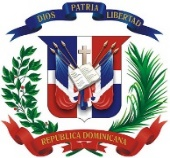 DIOS PATRIA LIBERTAD
REPUBLICA DOMINICANA